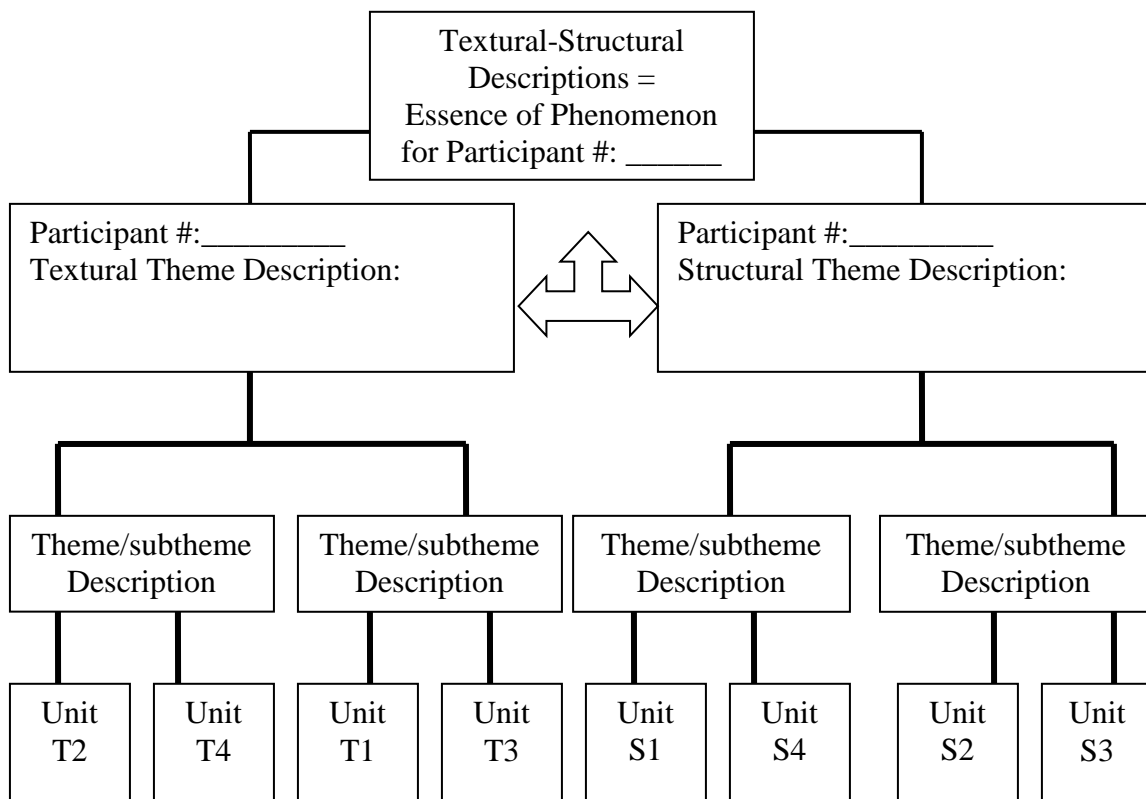 Textural-Structural
Descriptions =
Essence of Phenomenon
for Participant #: ______
Participant #:_________
Textural Theme Description:
Participant #:_________
Structural Theme Description:
Theme/subtheme
Description
Theme/subtheme
Description
Theme/subtheme
Description
Theme/subtheme
Description
Unit
T2
Unit
T4
Unit
T1
Unit
T3
Unit
S1
Unit
S4
Unit
S2
Unit
S3